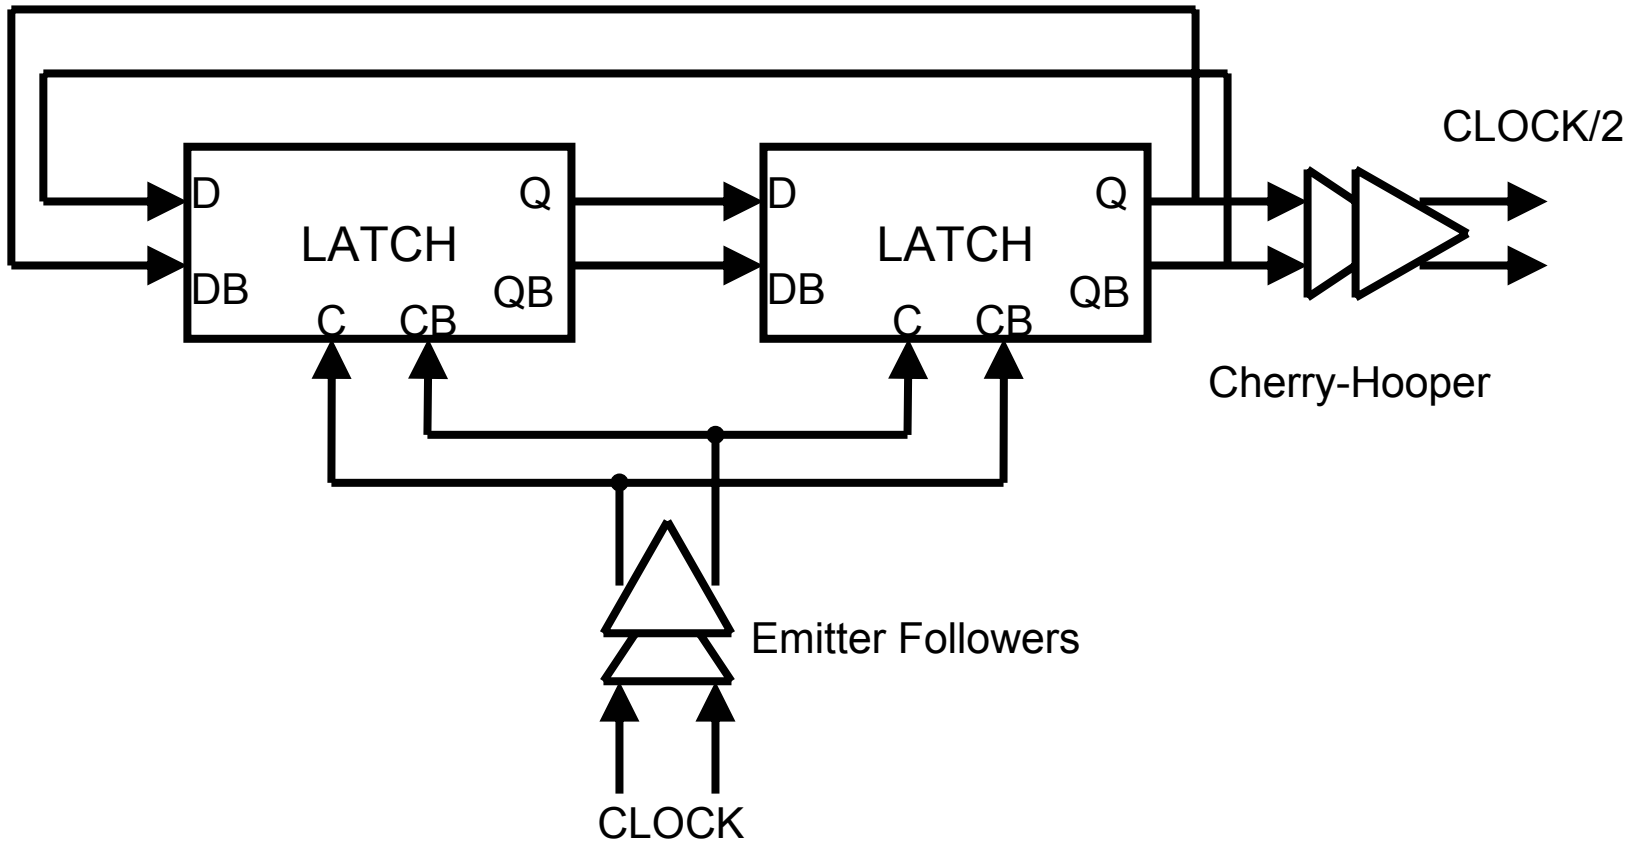 CLOCK/2
D
Q
D
Q
LATCH
LATCH
DB
QB
DB
QB
C
CB
C
CB
Cherry-Hooper
Emitter Followers
CLOCK